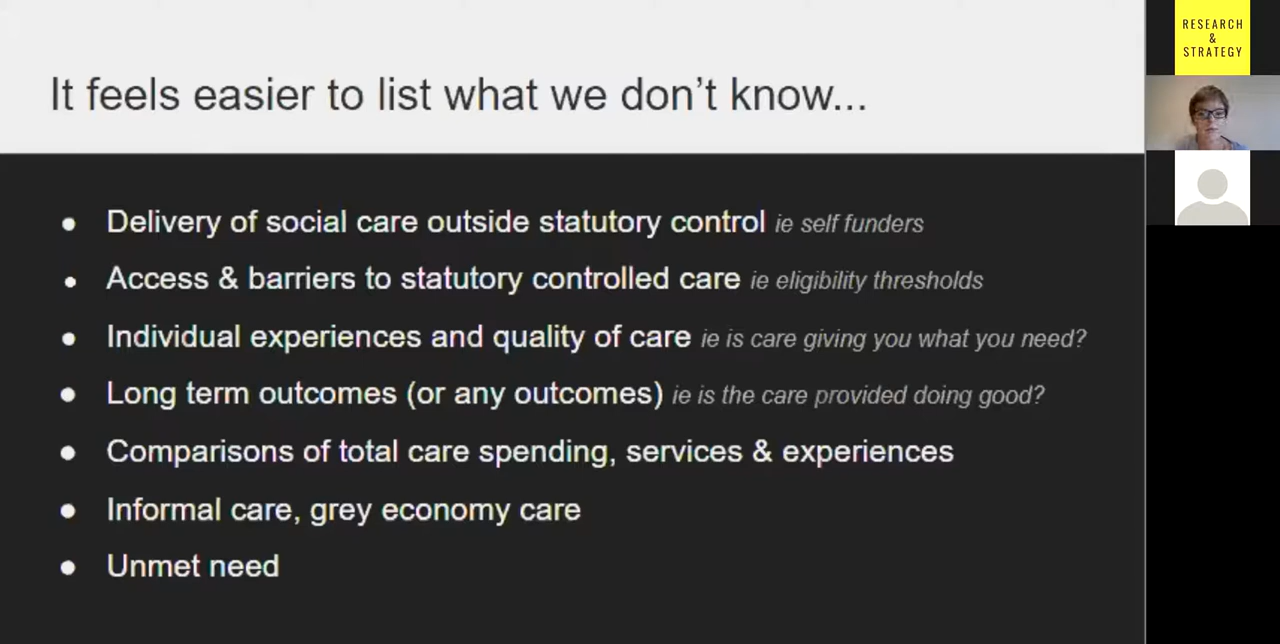 It feels easier to list what we don't know...
● Delivery of social care outside statutory control ie self funders
● Access & barriers to statutory controlled care ie eligibility thresholds
● Individual experiences and quality of care ie is care giving you what you need?
● Long term outcomes (or any outcomes) ie is the care provided doing good?
● Comparisons of total care spending, services & experiences
● Informal care, grey economy care
● Unmet need
RESEARCH
&
STRATEGY